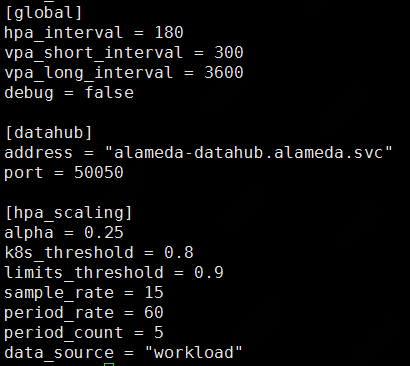 [global]
hpa_interval = 180
vpa_short_interval = 300
vpa_long_interval = 3600
debug = false
[datahub]
address = "alameda-datahub.alameda.svc"
port = 50050
[hpa_scaling]
alpha = 0.25
k8s_threshold = 0.8
limits_threshold = 0.9
sample_rate = 15
period_rate = 60
period_count = 5
data_source = "workload"